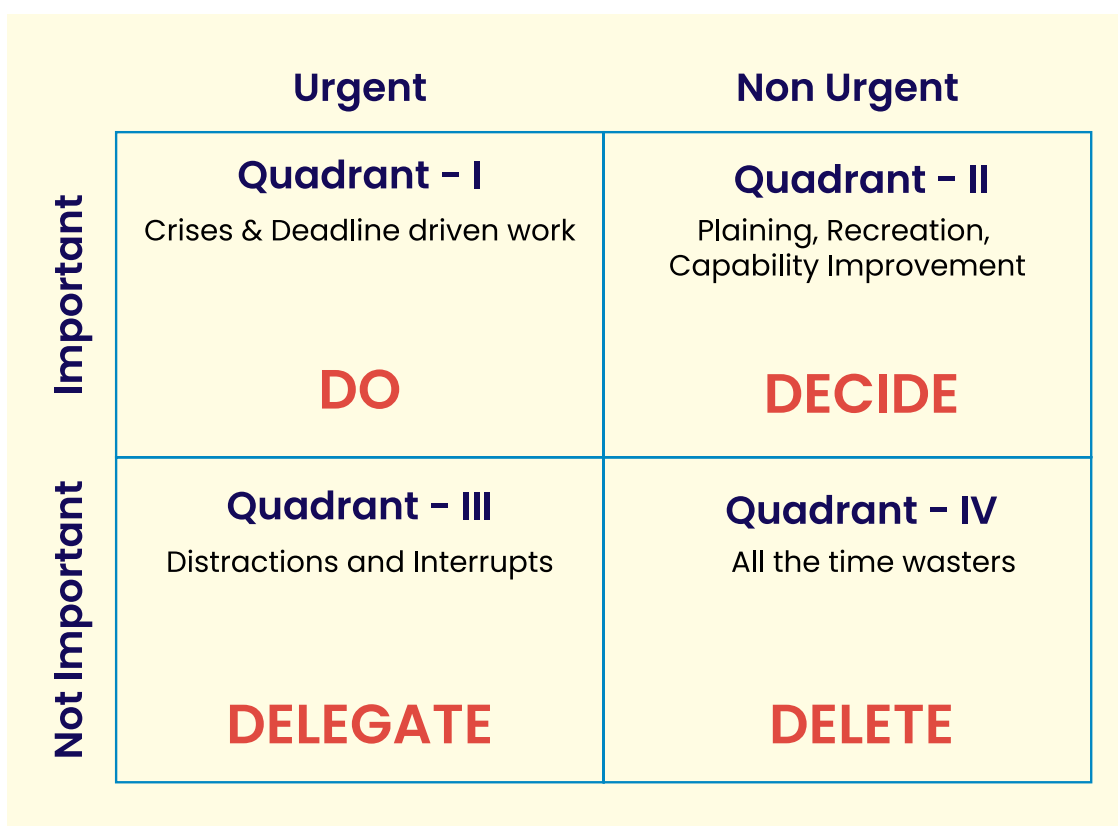 Urgent
Non Urgent
Important
Quadrant - I
Crises & Deadline driven work
DO
Quadrant - II
Plaining, Recreation,
Capability Improvement
DECIDE
Not Important
Quadrant - III
Distractions and Interrupts
DELEGATE
Quadrant - IV
All the time wasters
DELETE